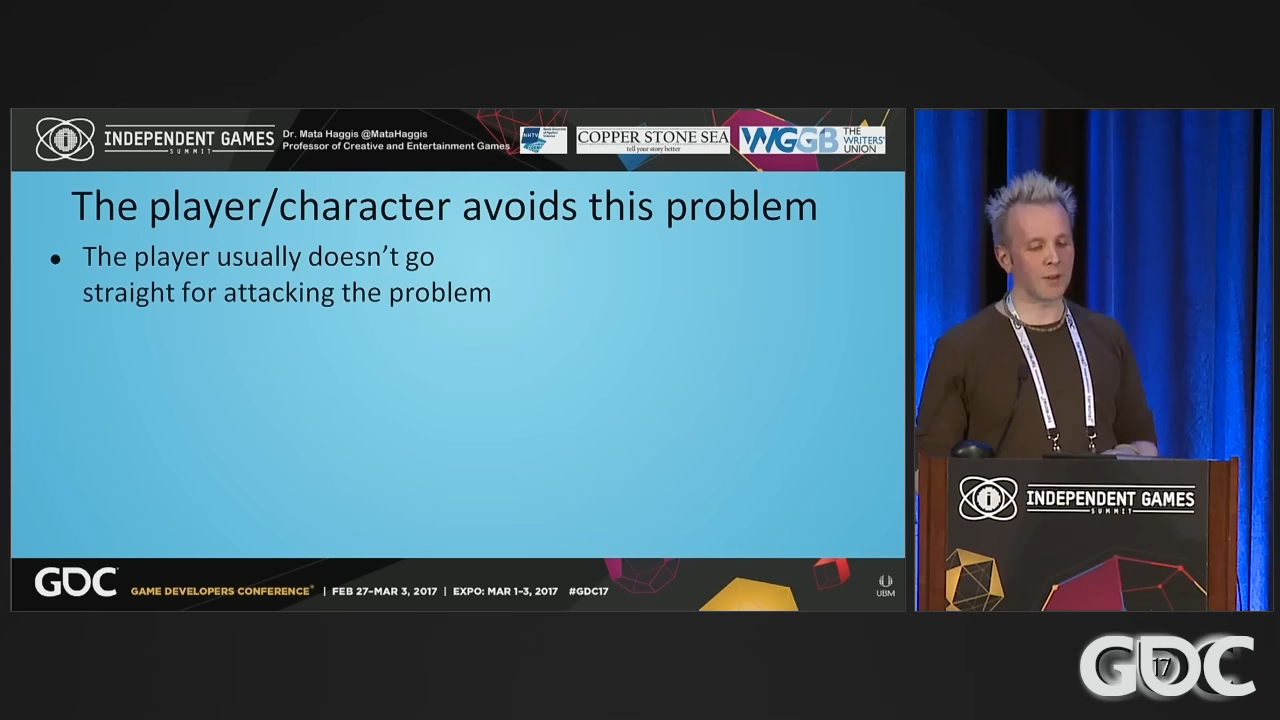 INDEPENDENT GAMES
SUMMIT
Dr. Mata Haggis @MataHaggis
Professor of Creative and Entertainment Games
NHTV
COPPER STONE SEA
tell your story better
WGGB
THE
WRITERS'
UNION
The player/character avoids this problem
• The player usually doesn't go
straight for attacking the problem
GDC
GAME DEVELOPERS CONFERENCE® | FEB 27–MAR 3, 2017 | EXPO: MAR 1–3, 2017 #GDC17
UBM
INDEPENDENT GAMES
SUMMIT
GDC
17